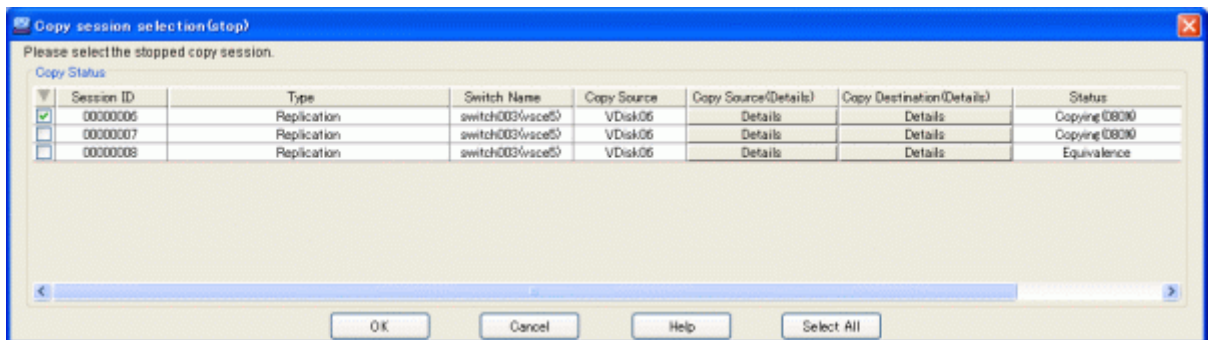 Copy session selection(stop)
Please select the stopped copy session.
Copy Status
Session ID Type Switch Name Copy Source Copy Source(Details) Copy Destination(Details) Status
00000006 Replication switch003(vsce5) VDisk06 Details Details Copying(080%)
00000007 Replication switch003(vsce5) VDisk06 Details Details Copying(080%)
00000008 Replication switch003(vsce5) VDisk06 Details Details Equivalence
OK Cancel Help Select All